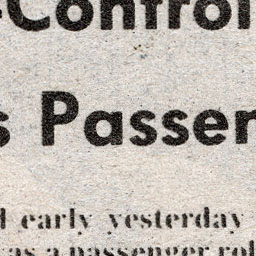 -Control
s Passen
d early yesterday
as a passenger rol